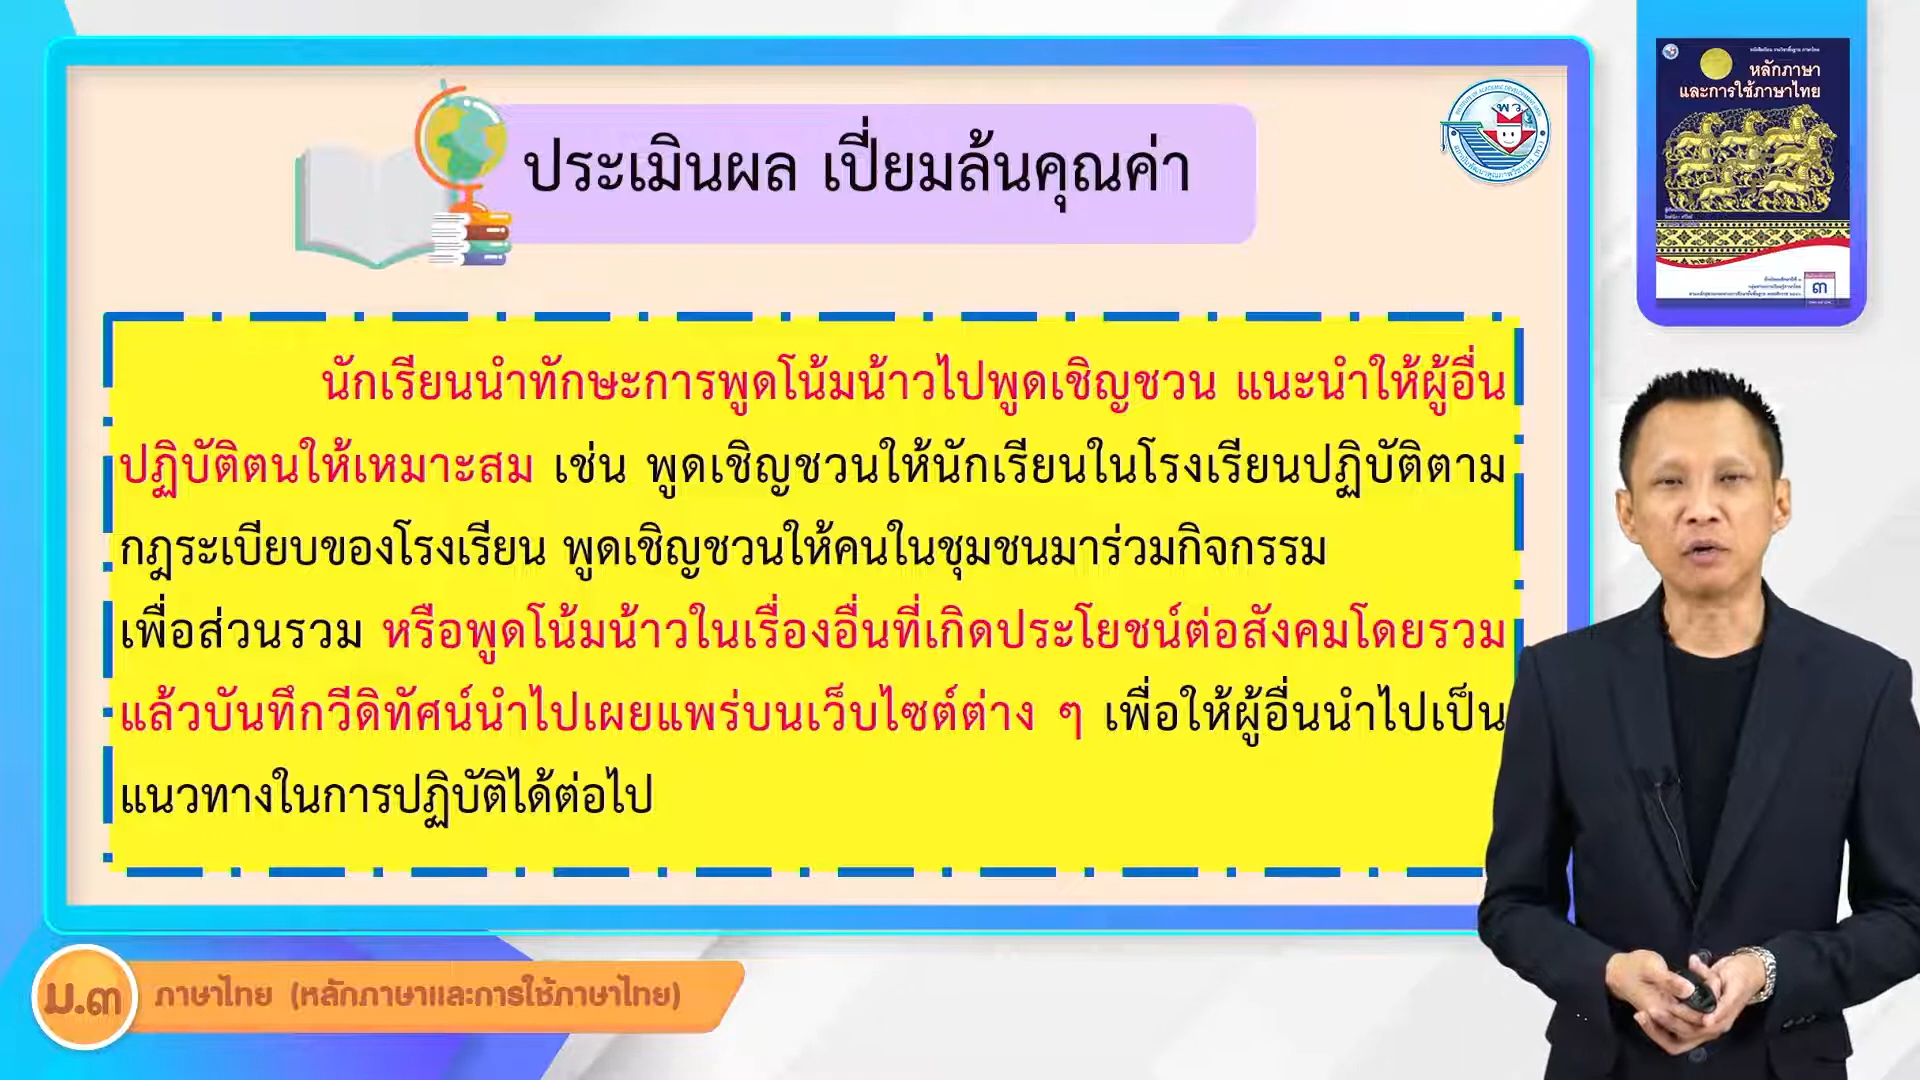 ประเมินผล เปี่ยมล้นคุณค่า
นักเรียนนำทักษะการพูดโน้มน้าวไปพูดเชิญชวน แนะนำให้ผู้อื่น
ปฏิบัติตนให้เหมาะสม เช่น พูดเชิญชวนให้นักเรียนในโรงเรียนปฏิบัติตาม
กฎระเบียบของโรงเรียน พูดเชิญชวนให้คนในชุมชนมาร่วมกิจกรรม
เพื่อส่วนรวม หรือพูดโน้มน้าวในเรื่องอื่นที่เกิดประโยชน์ต่อสังคมโดยรวม
แล้วบันทึกวีดิทัศน์นำไปเผยแพร่บนเว็บไซต์ต่าง ๆ เพื่อให้ผู้อื่นนำไปเป็น
แนวทางในการปฏิบัติได้ต่อไป
พว.
หลักภาษา
และการใช้ภาษาไทย
๓
ม.๓ ภาษาไทย (หลักภาษาและการใช้ภาษาไทย)